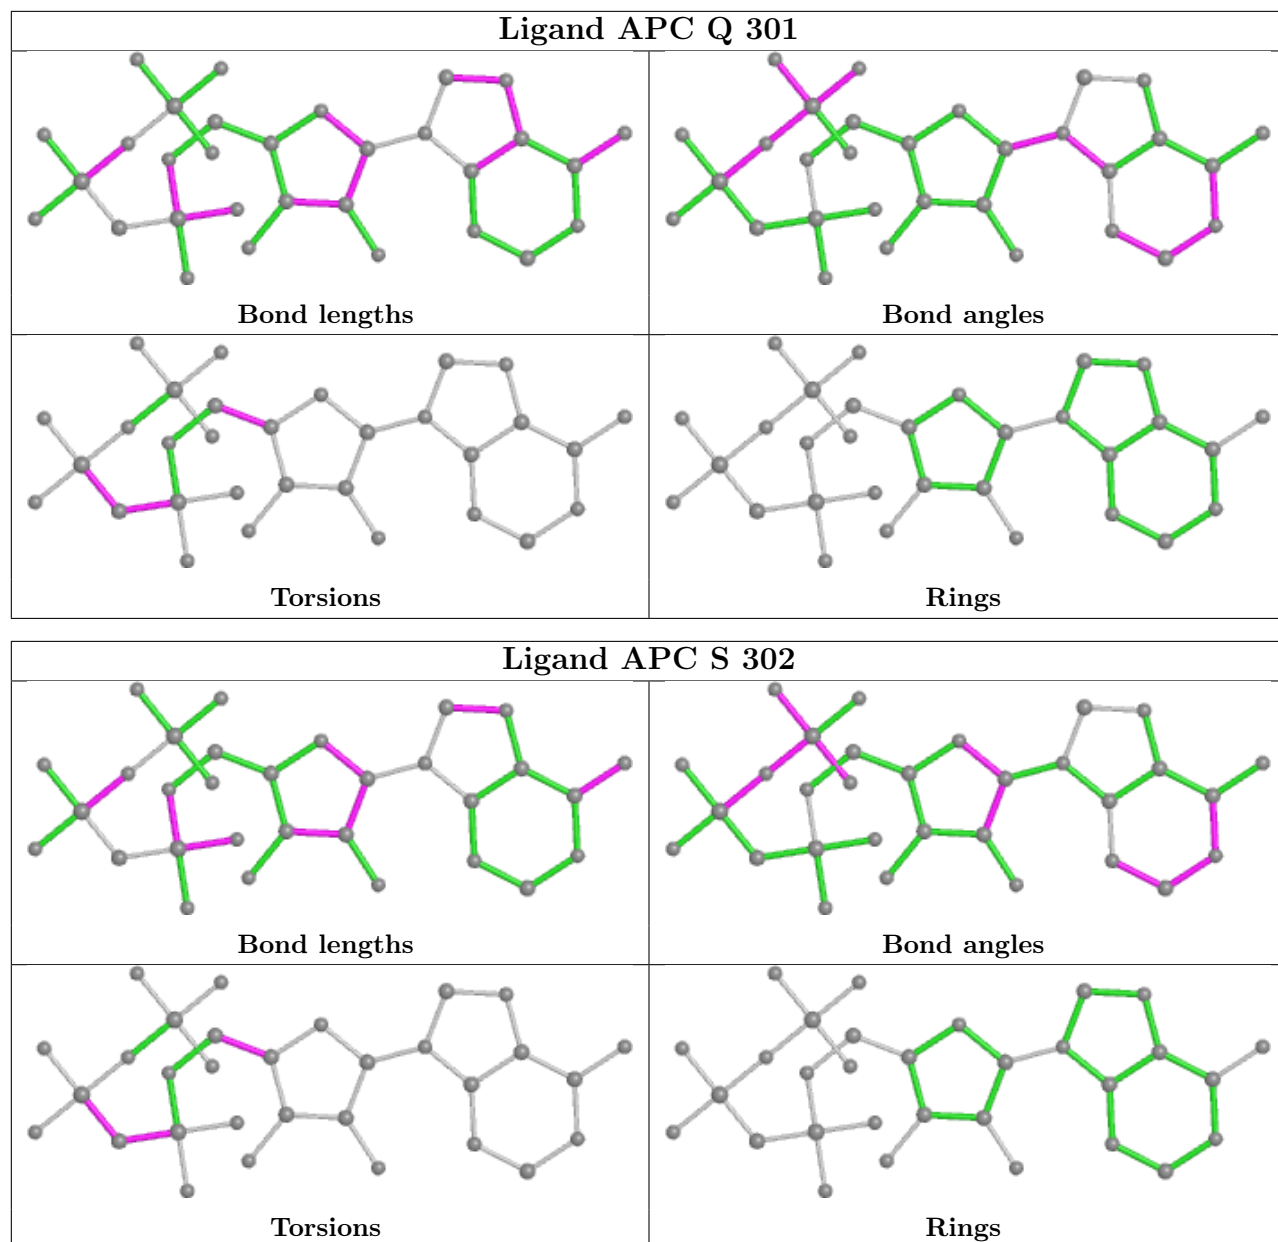 Ligand APC Q 301
Bond lengths
Bond angles
Torsions
Rings
Ligand APC S 302
Bond lengths
Bond angles
Torsions
Rings